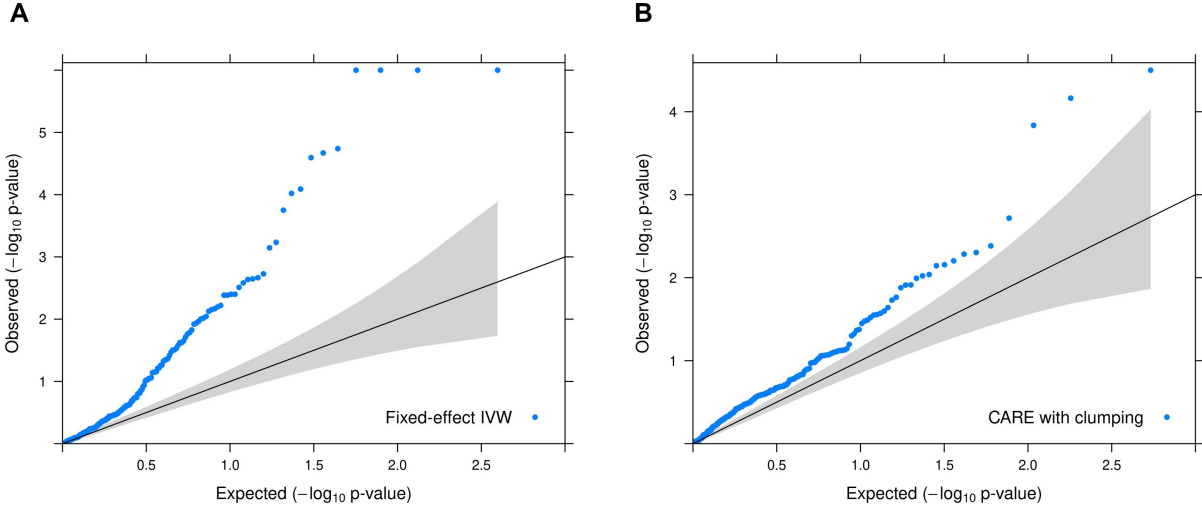 A
B
Observed (−log10 p-value)
5
4
3
2
1
0.5 1.0 1.5 2.0 2.5
Expected (−log10 p-value)
Fixed-effect IVW
Observed (−log10 p-value)
4
3
2
1
0.5 1.0 1.5 2.0 2.5
Expected (−log10 p-value)
CARE with clumping